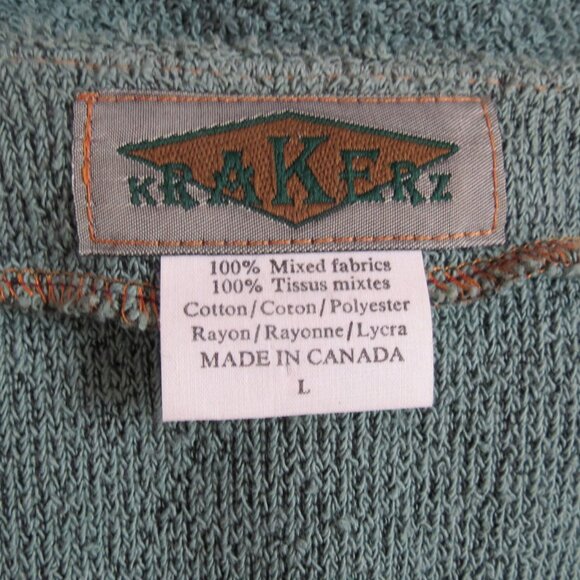 KRAKERZ
100% Mixed fabrics
100% Tissus mixtes
Cotton/Coton/Polyester
Rayon/Rayonne/Lycra
MADE IN CANADA
L